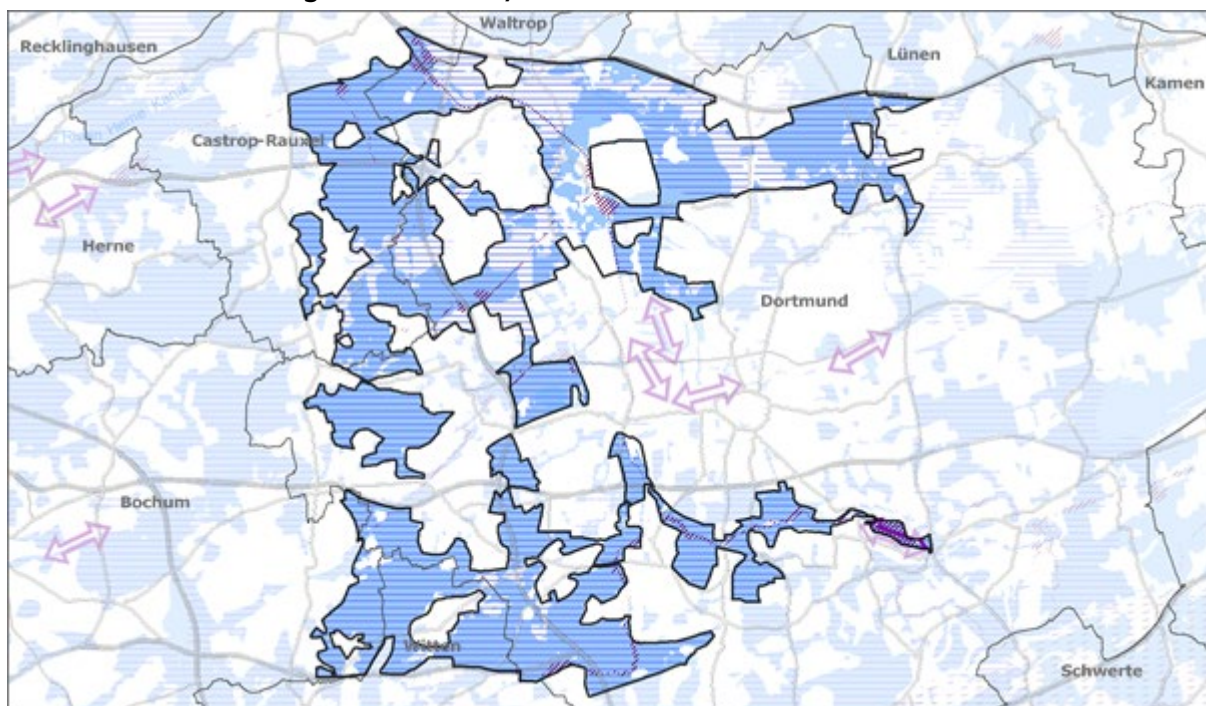 Waltrop
Recklinghausen
Lünen
Kamen
Castrop-Rauxel
Herne
Dortmund
Bochum
Witten
Schwerte